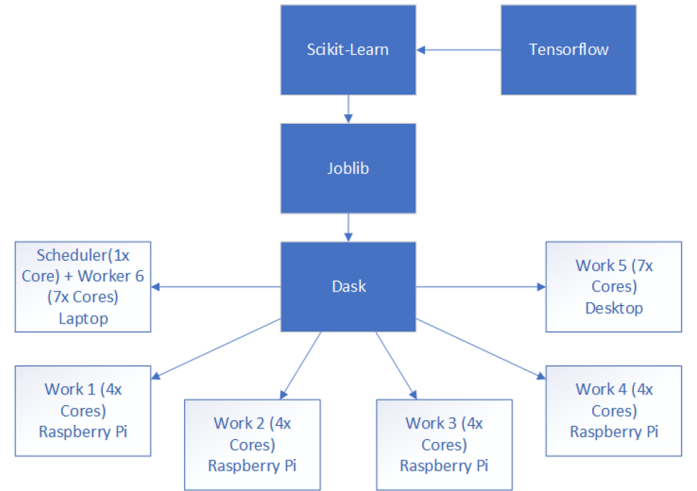 Scikit-Learn
Tensorflow
Joblib
Scheduler(1x
Core) + Worker 6
(7x Cores)
Laptop
Dask
Work 5 (7x
Cores)
Desktop
Work 1 (4x
Cores)
Raspberry Pi
Work 2 (4x
Cores)
Raspberry Pi
Work 3 (4x
Cores)
Raspberry Pi
Work 4 (4x
Cores)
Raspberry Pi